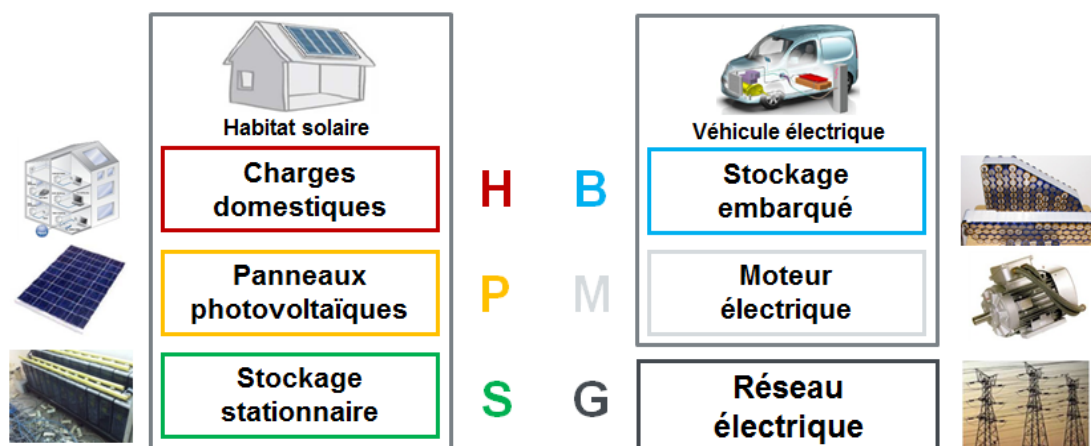 Habitat solaire
Charges
domestiques
H
Panneaux
photovoltaïques
P
Stockage
stationnaire
S
Véhicule électrique
B
Stockage
embarqué
M
Moteur
électrique
G
Réseau
électrique